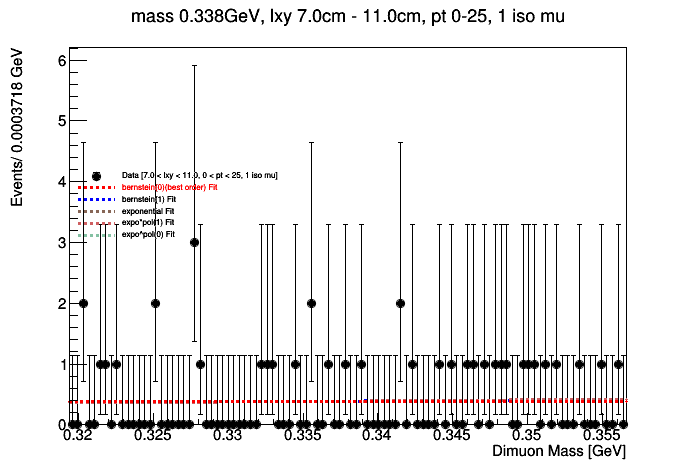 mass 0.338GeV, lxy 7.0cm - 11.0cm, pt 0-25, 1 iso mu
Events/ 0.0003718 GeV
6
5
4
3
2
1
0
Data [7.0 < lxy < 11.0, 0 < pt < 25, 1 iso mu]
bernstein[0](best order) Fit
bernstein(1) Fit
exponential Fit
expo*pol(1) Fit
expo^pol(0) Fit
0.32 0.325 0.33 0.335 0.34 0.345 0.35 0.355
Dimuon Mass [GeV]